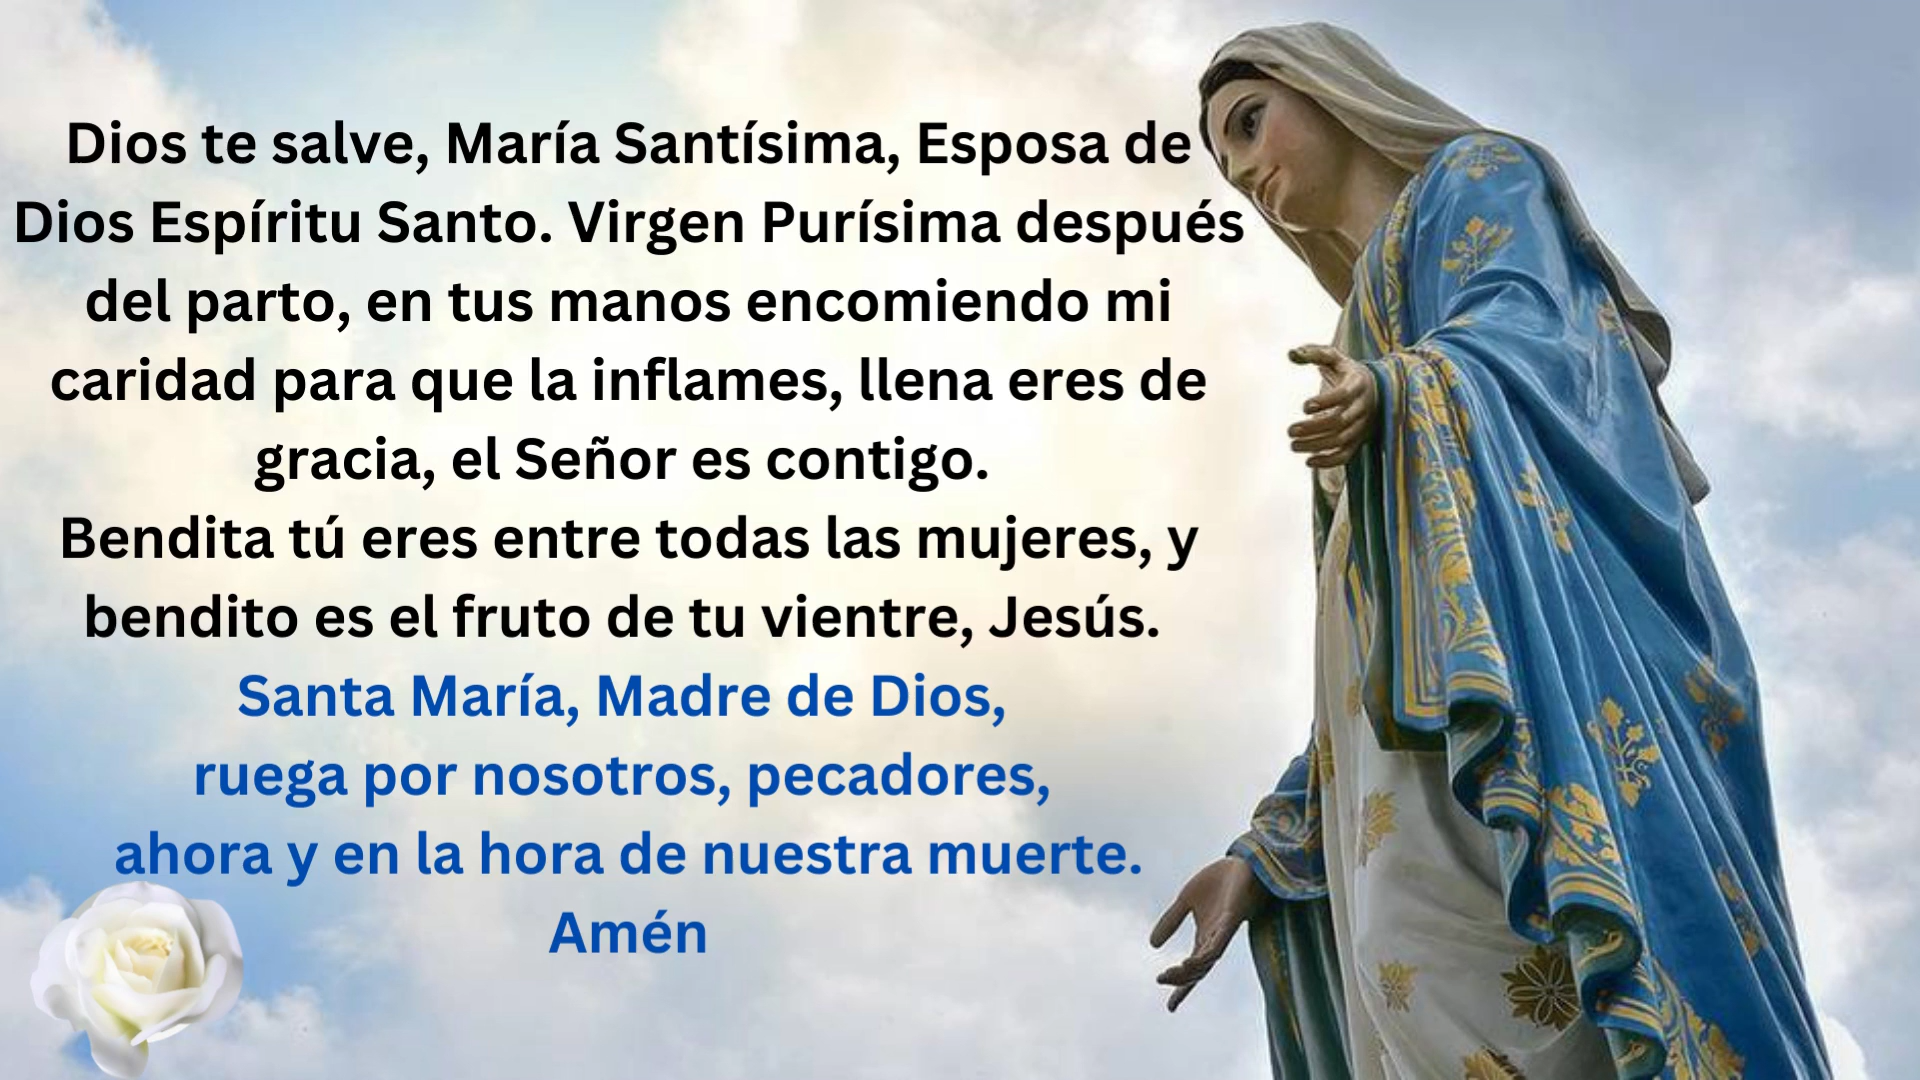 Dios te salve, María Santísima, Esposa de
Dios Espíritu Santo. Virgen Purísima después
del parto, en tus manos encomiendo mi
caridad para que la inflames, llena eres de
gracia, el Señor es contigo.
Bendita tú eres entre todas las mujeres, y
bendito es el fruto de tu vientre, Jesús.
Santa María, Madre de Dios,
ruega por nosotros, pecadores,
ahora y en la hora de nuestra muerte.
Amén